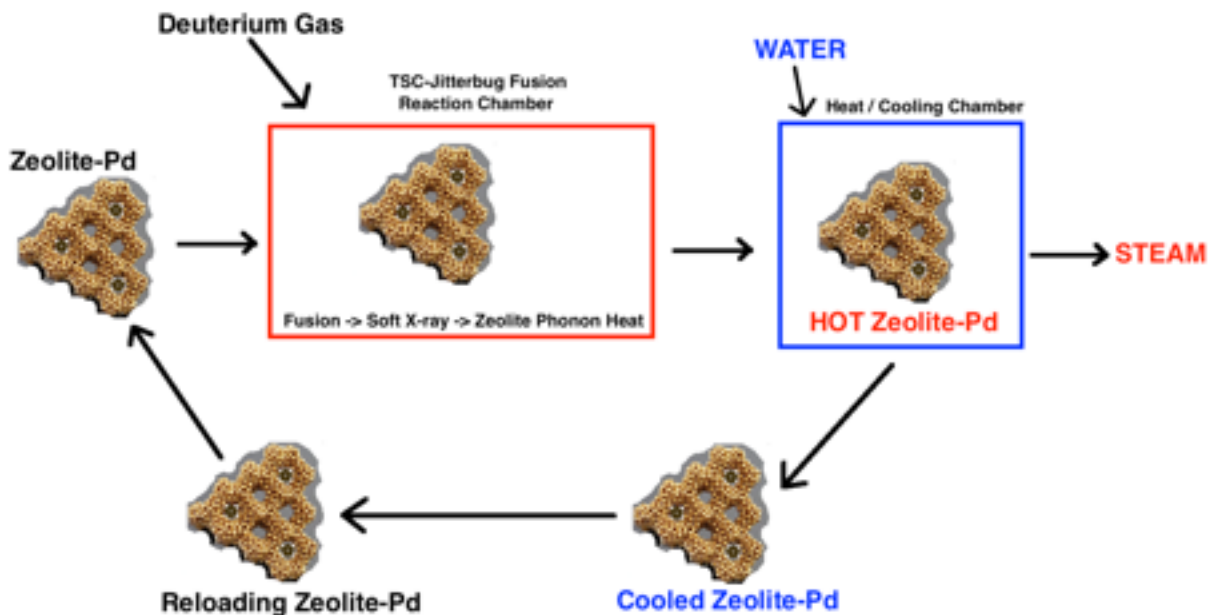 Deuterium Gas
WATER
TSC-Jitterbug Fusion
Reaction Chamber
Heat / Cooling Chamber
Zeolite-Pd
STEAM
Fusion -> Soft X-ray -> Zeolite Phonon Heat
HOT Zeolite-Pd
Reloading Zeolite-Pd
Cooled Zeolite-Pd